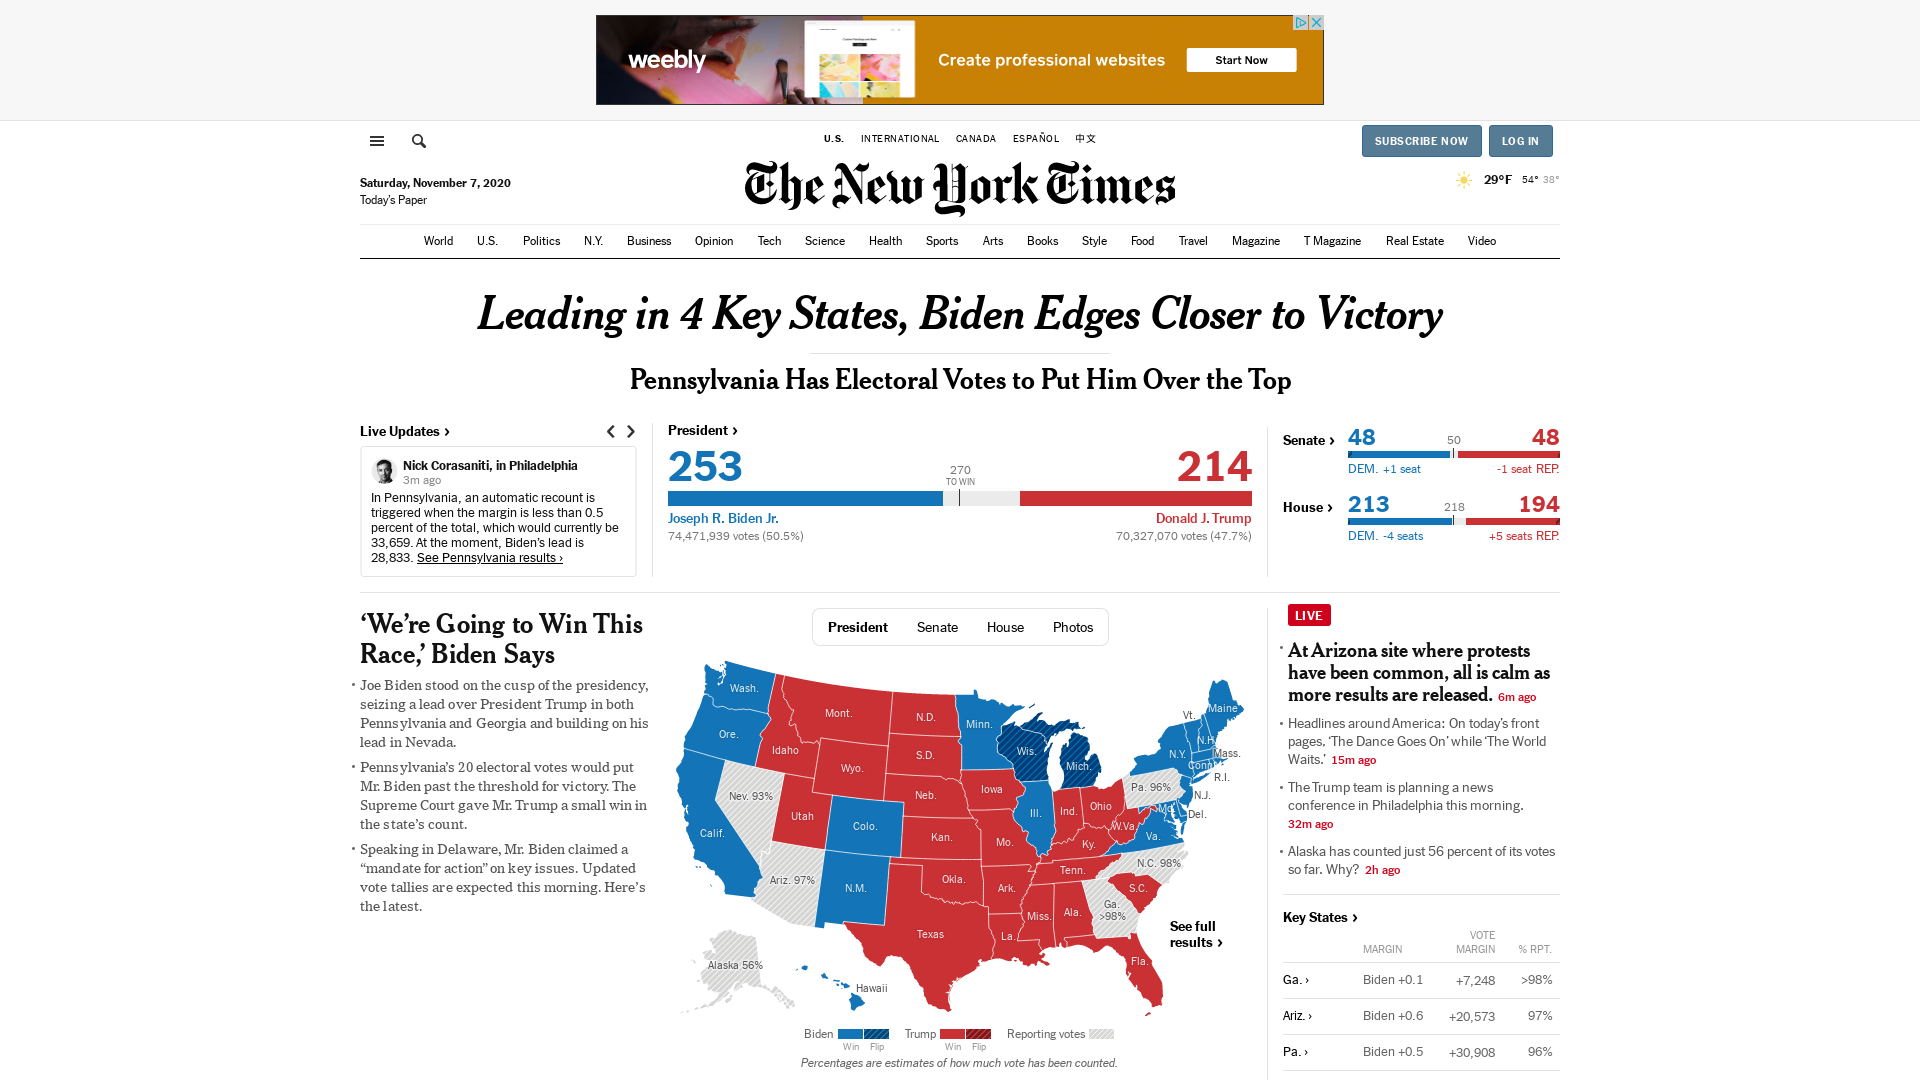 weebly
Create professional websites
Start Now
U.S. INTERNATIONAL CANADA ESPAÑOL 中文
SUBSCRIBE NOW LOG IN
Saturday, November 7, 2020
Today's Paper
The New York Times
29°F 54° 38°
World U.S. Politics N.Y. Business Opinion Tech Science Health Sports Arts Books Style Food Travel Magazine T Magazine Real Estate Video
Leading in 4 Key States, Biden Edges Closer to Victory
Pennsylvania Has Electoral Votes to Put Him Over the Top
Live Updates ›
Nick Corasaniti, in Philadelphia
3m ago
In Pennsylvania, an automatic recount is
triggered when the margin is less than 0.5
percent of the total, which would currently be
33,659. At the moment, Biden's lead is
28,833. See Pennsylvania results ›
President ›
253 270 214
TO WIN
Joseph R. Biden Jr. Donald J. Trump
74,471,939 votes (50.5%) 70,327,070 votes (47.7%)
Senate › 48 50 48
DEM. +1 seat -1 seat REP.
House › 213 218 194
DEM. -4 seats +5 seats REP.
‘We’re Going to Win This
Race,’ Biden Says
• Joe Biden stood on the cusp of the presidency,
seizing a lead over President Trump in both
Pennsylvania and Georgia and building on his
lead in Nevada.
• Pennsylvania’s 20 electoral votes would put
Mr. Biden past the threshold for victory. The
Supreme Court gave Mr. Trump a small win in
the state’s count.
• Speaking in Delaware, Mr. Biden claimed a
“mandate for action” on key issues. Updated
vote tallies are expected this morning. Here’s
the latest.
President Senate House Photos
Wash.
Ore.
Calif.
Nev. 93%
Idaho
Mont.
Wyo.
Utah
Ariz. 97%
Colo.
N.M.
N.D.
S.D.
Neb.
Kan.
Okla.
Texas
Minn.
Iowa
Mo.
Ark.
La.
Wis.
Ill.
Mich.
Ind.
Ohio
Ky.
Tenn.
Miss.
Ala.
Ga.
>98%
Fla.
S.C.
N.C. 98%
Va.
W.Va.
Md.
Del.
Pa. 96%
N.J.
N.Y.
Conn.
R.I.
Mass.
Vt.
N.H.
Maine
Alaska 56%
Hawaii
See full
results ›
Biden Trump Reporting votes
Win Flip Win Flip
Percentages are estimates of how much vote has been counted.
LIVE
• At Arizona site where protests
have been common, all is calm as
more results are released. 6m ago
• Headlines around America: On today’s front
pages, ‘The Dance Goes On’ while ‘The World
Waits.’ 15m ago
• The Trump team is planning a news
conference in Philadelphia this morning.
32m ago
• Alaska has counted just 56 percent of its votes
so far. Why? 2h ago
Key States ›
VOTE
MARGIN MARGIN % RPT.
Ga. › Biden +0.1 +7,248 >98%
Ariz. › Biden +0.6 +20,573 97%
Pa. › Biden +0.5 +30,908 96%